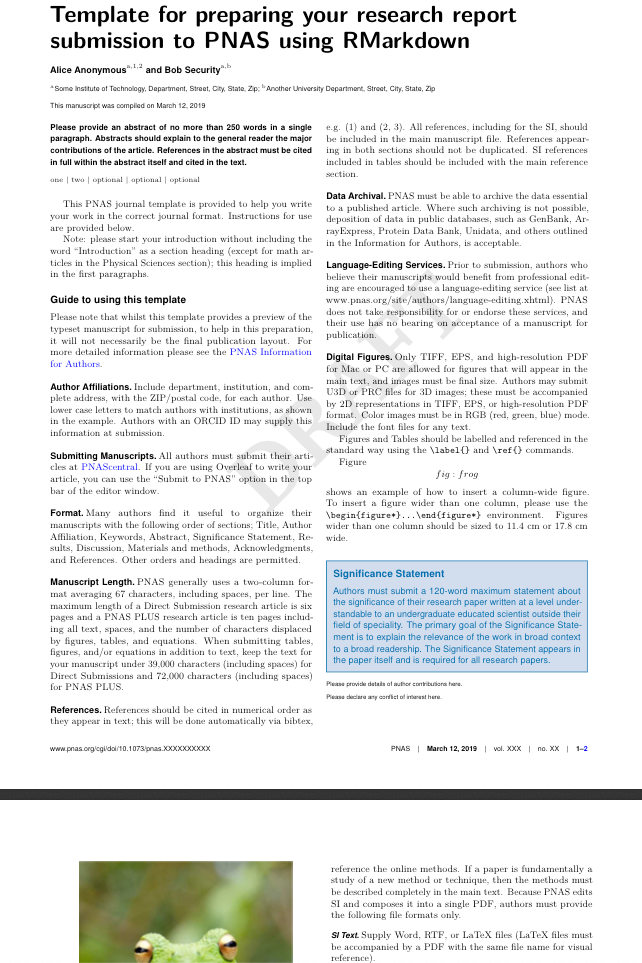 Template for preparing your research report
submission to PNAS using RMarkdown
Alice Anonymous a,1,2 and Bob Security a,b
a Some Institute of Technology, Department, Street, City, State, Zip; b Another University Department, Street, City, State, Zip
This manuscript was compiled on March 12, 2019
Please provide an abstract of no more than 250 words in a single
paragraph. Abstracts should explain to the general reader the major
contributions of the article. References in the abstract must be cited
in full within the abstract itself and cited in the text.
one | two | optional | optional | optional
This PNAS journal template is provided to help you write
your work in the correct journal format. Instructions for use
are provided below.
Note: please start your introduction without including the
word “Introduction” as a section heading (except for math ar-
ticles in the Physical Sciences section); this heading is implied
in the first paragraphs.
Guide to using this template
Please note that whilst this template provides a preview of the
typeset manuscript for submission, to help in this preparation,
it will not necessarily be the final publication layout. For
more detailed information please see the PNAS Information
for Authors.
Author Affiliations. Include department, institution, and com-
plete address, with the ZIP/postal code, for each author. Use
lower case letters to match authors with institutions, as shown
in the example. Authors with an ORCID ID may supply this
information at submission.
Submitting Manuscripts. All authors must submit their arti-
cles at PNAScentral. If you are using Overleaf to write your
article, you can use the “Submit to PNAS” option in the top
bar of the editor window.
Format. Many authors find it useful to organize their
manuscripts with the following order of sections; Title, Author
Affiliation, Keywords, Abstract, Significance Statement, Re-
sults, Discussion, Materials and methods, Acknowledgments,
and References. Other orders and headings are permitted.
Manuscript Length. PNAS generally uses a two-column for-
mat averaging 67 characters, including spaces, per line. The
maximum length of a Direct Submission research article is six
pages and a PNAS PLUS research article is ten pages includ-
ing all text, spaces, and the number of characters displaced
by figures, tables, and equations. When submitting tables,
figures, and/or equations in addition to text, keep the text for
your manuscript under 39,000 characters (including spaces) for
Direct Submissions and 72,000 characters (including spaces)
for PNAS PLUS.
References. References should be cited in numerical order as
they appear in text; this will be done automatically via bibtex,
e.g. (1) and (2, 3). All references, including for the SI, should
be included in the main manuscript file. References appear-
ing in both sections should not be duplicated. SI references
included in tables should be included with the main reference
section.
Data Archival. PNAS must be able to archive the data essential
to a published article. Where such archiving is not possible,
deposition of data in public databases, such as GenBank, Ar-
rayExpress, Protein Data Bank, Unidata, and others outlined
in the Information for Authors, is acceptable.
Language-Editing Services. Prior to submission, authors who
believe their manuscripts would benefit from professional edit-
ing are encouraged to use a language-editing service (see list at
www.pnas.org/site/authors/language-editing.xhtml). PNAS
does not take responsibility for or endorse these services, and
their use has no bearing on acceptance of a manuscript for
publication.
Digital Figures. Only TIFF, EPS, and high-resolution PDF
for Mac or PC are allowed for figures that will appear in the
main text, and images must be final size. Authors may submit
U3D or PRC files for 3D images; these must be accompanied
by 2D representations in TIFF, EPS, or high-resolution PDF
format. Color images must be in RGB (red, green, blue) mode.
Include the font files for any text.
Figures and Tables should be labelled and referenced in the
standard way using the \label{} and \ref{} commands.
Figure
fig : frog
shows an example of how to insert a column-wide figure.
To insert a figure wider than one column, please use the
\begin{figure*}...\end{figure*} environment. Figures
wider than one column should be sized to 11.4 cm or 17.8 cm
wide.
Significance Statement
Authors must submit a 120-word maximum statement about
the significance of their research paper written at a level under-
standable to an undergraduate educated scientist outside their
field of speciality. The primary goal of the Significance State-
ment is to explain the relevance of the work in broad context
to a broad readership. The Significance Statement appears in
the paper itself and is required for all research papers.
Please provide details of author contributions here.
Please declare any conflict of interest here.
DRAFT
www.pnas.org/cgi/doi/10.1073/pnas.XXXXXXXXXX
PNAS | March 12, 2019 | vol. XXX | no. XX | 1–2
reference the online methods. If a paper is fundamentally a
study of a new method or technique, then the methods must
be described completely in the main text. Because PNAS edits
SI and composes it into a single PDF, authors must provide
the following file formats only.
SI Text. Supply Word, RTF, or LaTeX files (LaTeX files must
be accompanied by a PDF with the same file name for visual
reference).